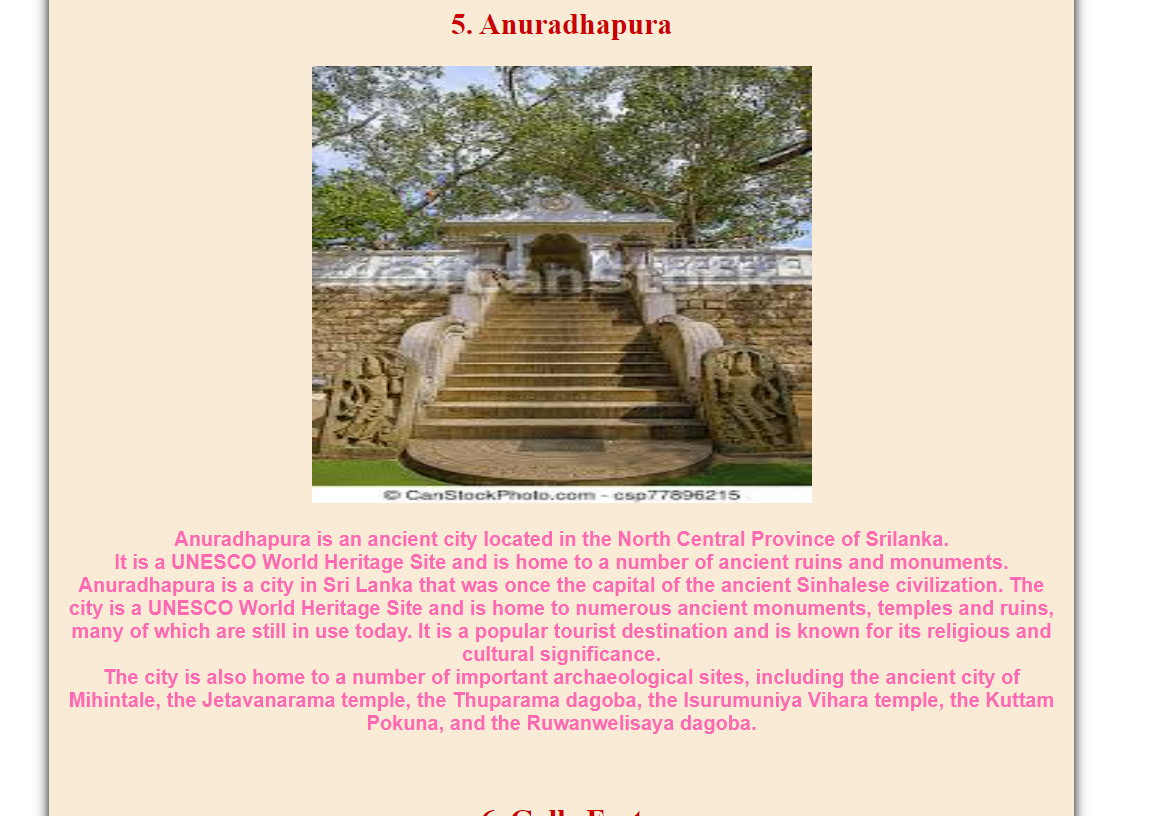 5. Anuradhapura
© CanStock
© CanStockPhoto.com - csp77896215
Anuradhapura is an ancient city located in the North Central Province of Srilanka.
It is a UNESCO World Heritage Site and is home to a number of ancient ruins and monuments.
Anuradhapura is a city in Sri Lanka that was once the capital of the ancient Sinhalese civilization. The
city is a UNESCO World Heritage Site and is home to numerous ancient monuments, temples and ruins,
many of which are still in use today. It is a popular tourist destination and is known for its religious and
cultural significance.
The city is also home to a number of important archaeological sites, including the ancient city of
Mihintale, the Jetavanarama temple, the Thuparama dagoba, the Isurumuniya Vihara temple, the Kuttam
Pokuna, and the Ruwanwelisaya dagoba.